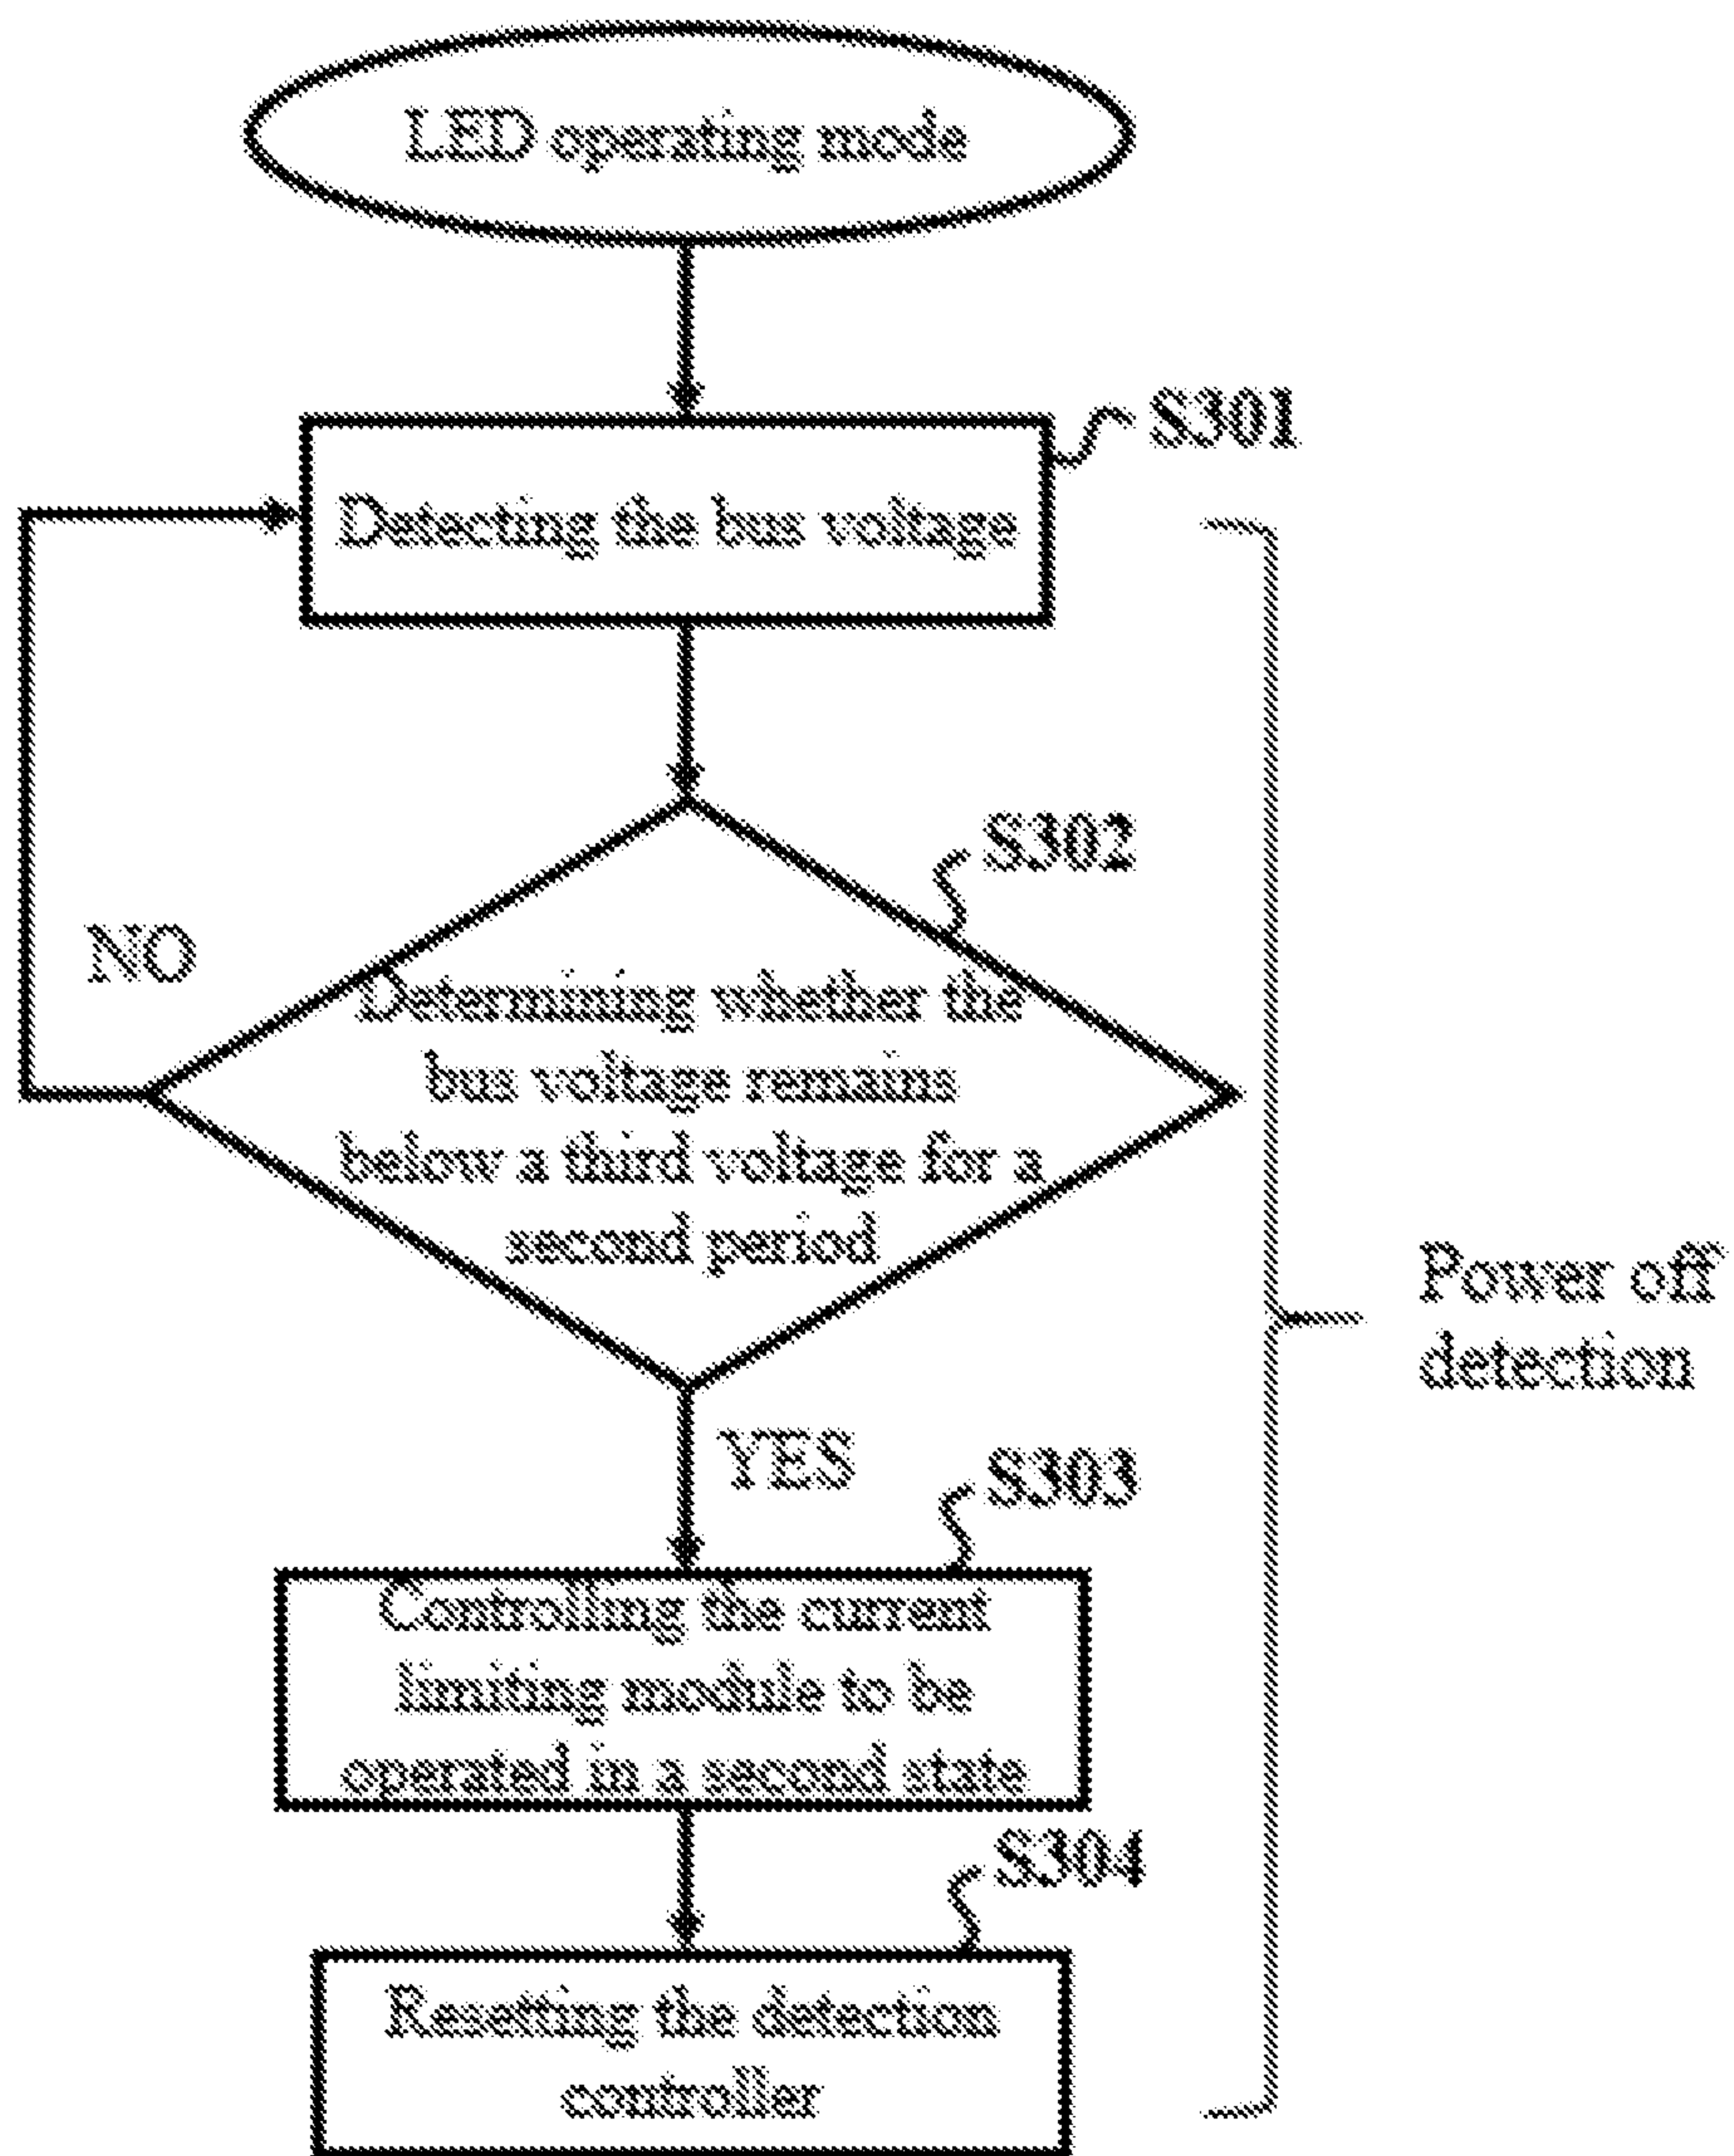 LED operating mode
S301
Detecting the bus voltage
S302
NO
Determining whether the
bus voltage remains
below a third voltage for a
second period
Power off
detection
YES
S303
Controlling the current
limiting module to be
operated in a second state
S304
Resetting the detection
controller